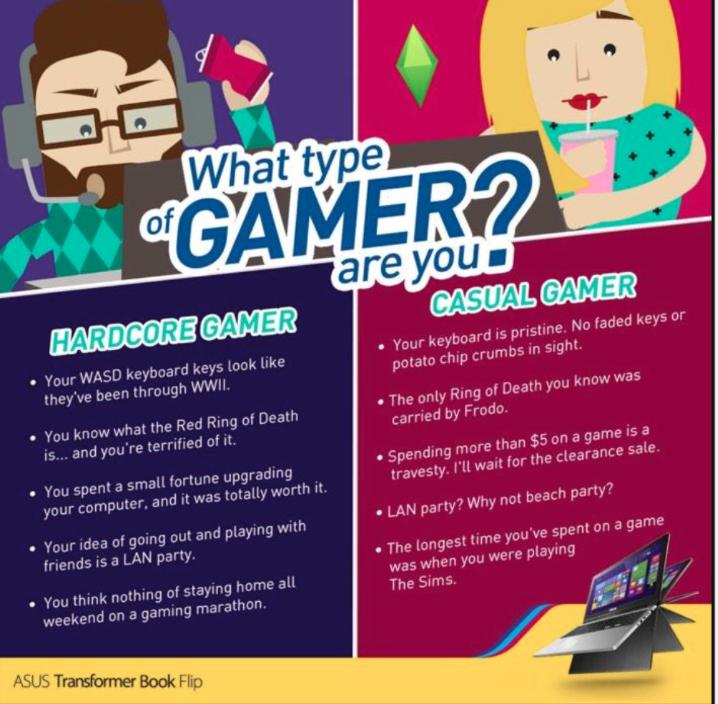 What type
of GAMER?
are you
HARDCORE GAMER
• Your WASD keyboard keys look like
they've been through WWII.
• You know what the Red Ring of Death
is... and you're terrified of it.
• You spent a small fortune upgrading
your computer, and it was totally worth it.
• Your idea of going out and playing with
friends is a LAN party.
• You think nothing of staying home all
weekend on a gaming marathon.
CASUAL GAMER
• Your keyboard is pristine. No faded keys or
potato chip crumbs in sight.
• The only Ring of Death you know was
carried by Frodo.
• Spending more than $5 on a game is a
travesty. I'll wait for the clearance sale.
• LAN party? Why not beach party?
• The longest time you've spent on a game
was when you were playing
The Sims.
ASUS Transformer Book Flip